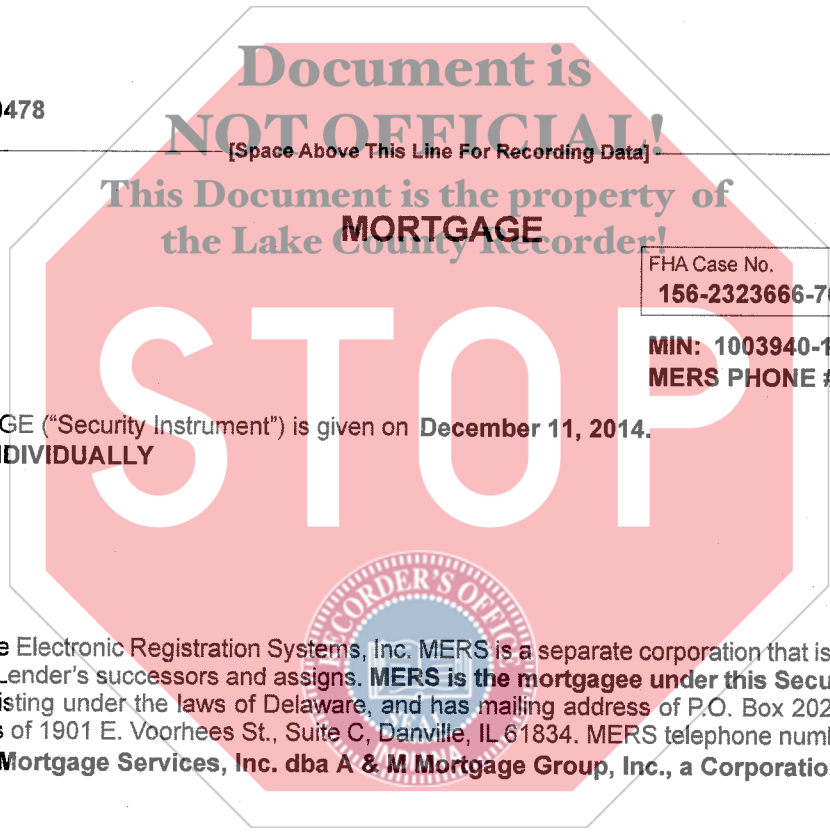 Document is
0478
NOT OFFICIAL!
[Space Above This Line For Recording Data]
This Document is the property of
MORTGAGE
the Lake County Recorder!
FHA Case No.
156-2323666-70
MIN: 1003940-1
MERS PHONE #
STOP
GE (“Security Instrument”) is given on December 11, 2014.
DIVIDUALLY
RECORDER'S OFFICE
e Electronic Registration Systems, Inc. MERS is a separate corporation that is
Lender's successors and assigns. MERS is the mortgagee under this Secu
isting under the laws of Delaware, and has mailing address of P.O. Box 202
SEAL
s of 1901 E. Voorhees St., Suite C, Danville, IL 61834. MERS telephone numb
INDIANA
Mortgage Services, Inc. dba A & M Mortgage Group, Inc., a Corporatio